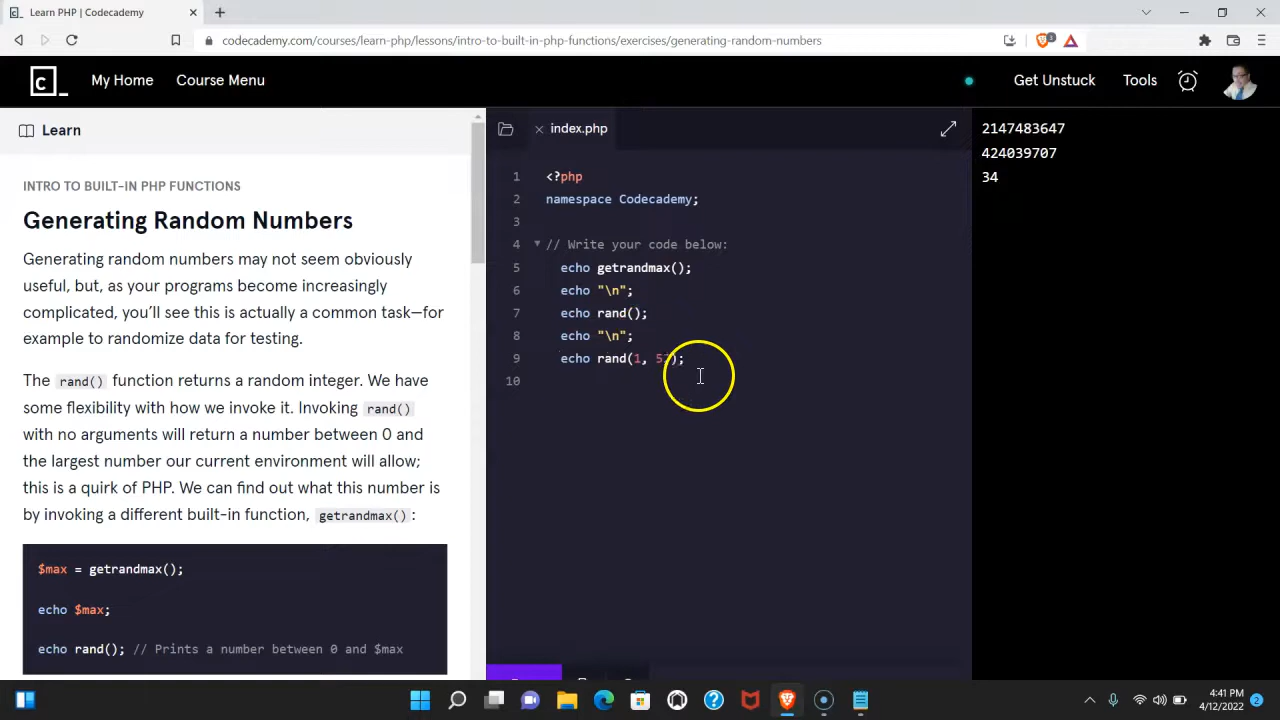 Learn PHP | Codecademy
codecademy.com/courses/learn-php/lessons/intro-to-built-in-php-functions/exercises/generating-random-numbers
3
C
My Home
Course Menu
Get Unstuck
Tools
Learn
INTRO TO BUILT-IN PHP FUNCTIONS
Generating Random Numbers
Generating random numbers may not seem obviously
useful, but, as your programs become increasingly
complicated, you’ll see this is actually a common task—for
example to randomize data for testing.
The rand() function returns a random integer. We have
some flexibility with how we invoke it. Invoking rand()
with no arguments will return a number between 0 and
the largest number our current environment will allow;
this is a quirk of PHP. We can find out what this number is
by invoking a different built-in function, getrandmax():
$max = getrandmax();
echo $max;
echo rand(); // Prints a number between 0 and $max
index.php
1 <?php
2 namespace Codecademy;
3
4 // Write your code below:
5 echo getrandmax();
6 echo "\n";
7 echo rand();
8 echo "\n";
9 echo rand(1, 52);
10
2147483647
424039707
34
4:41 PM
4/12/2022
2